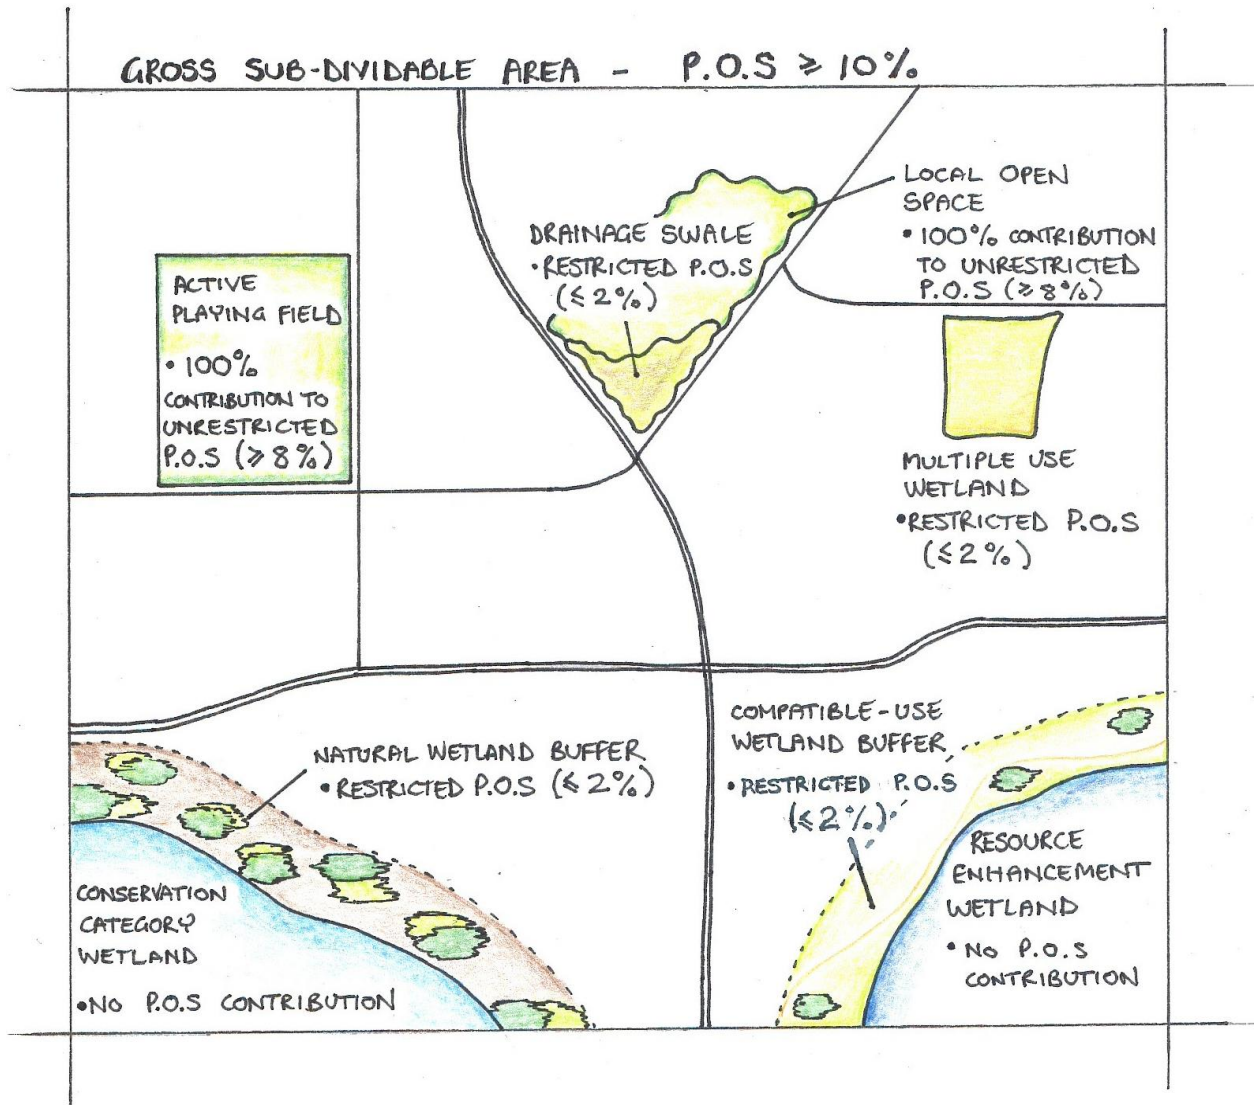 GROSS SUB-DIVIDABLE AREA - P.O.S ≥ 10%
LOCAL OPEN
SPACE
• 100% CONTRIBUTION
TO UNRESTRICTED
P.O.S (≥8%)
DRAINAGE SWALE
• RESTRICTED P.O.S
(≤2%)
ACTIVE
PLAYING FIELD
• 100%
CONTRIBUTION TO
UNRESTRICTED
P.O.S (≥8%)
MULTIPLE USE
WETLAND
• RESTRICTED P.O.S
(≤2%)
NATURAL WETLAND BUFFER
• RESTRICTED P.O.S (≤2%)
COMPATIBLE-USE
WETLAND BUFFER
• RESTRICTED P.O.S
(≤2%)
CONSERVATION
CATEGORY
WETLAND
• NO P.O.S CONTRIBUTION
RESOURCE
ENHANCEMENT
WETLAND
• NO P.O.S
CONTRIBUTION